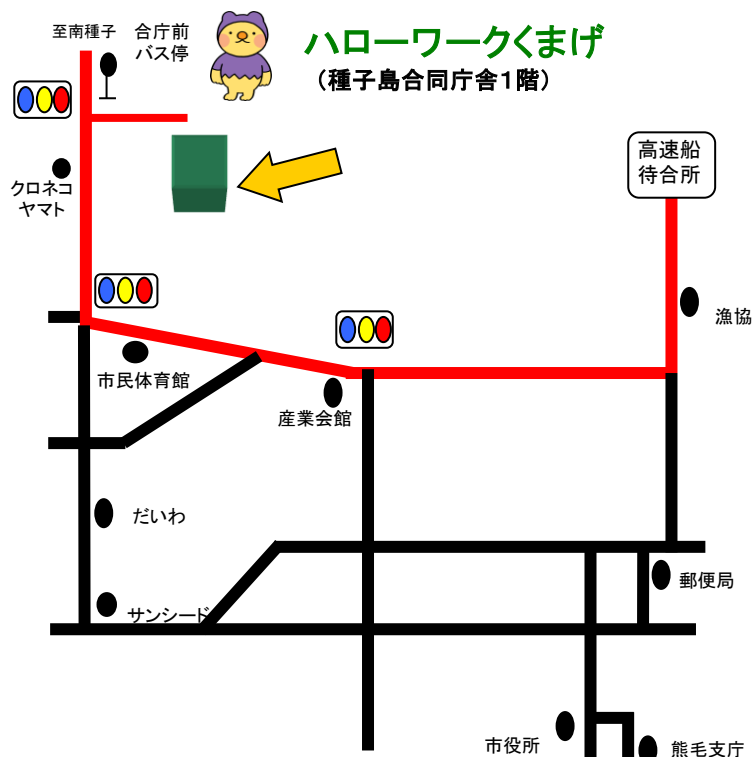 至南種子
合庁前
バス停
ハローワークくまげ
（種子島合同庁舎1階）
高速船
待合所
クロネコ
ヤマト
漁協
市民体育館
産業会館
だいわ
郵便局
サンシード
市役所
熊毛支庁